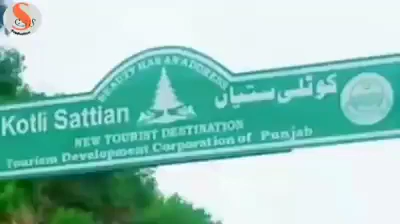 BEAUTY HAS AN ADDRESS
Kotli Sattian
کوٹلی ستیاں
NEW TOURIST DESTINATION
Tourism Development Corporation of Punjab